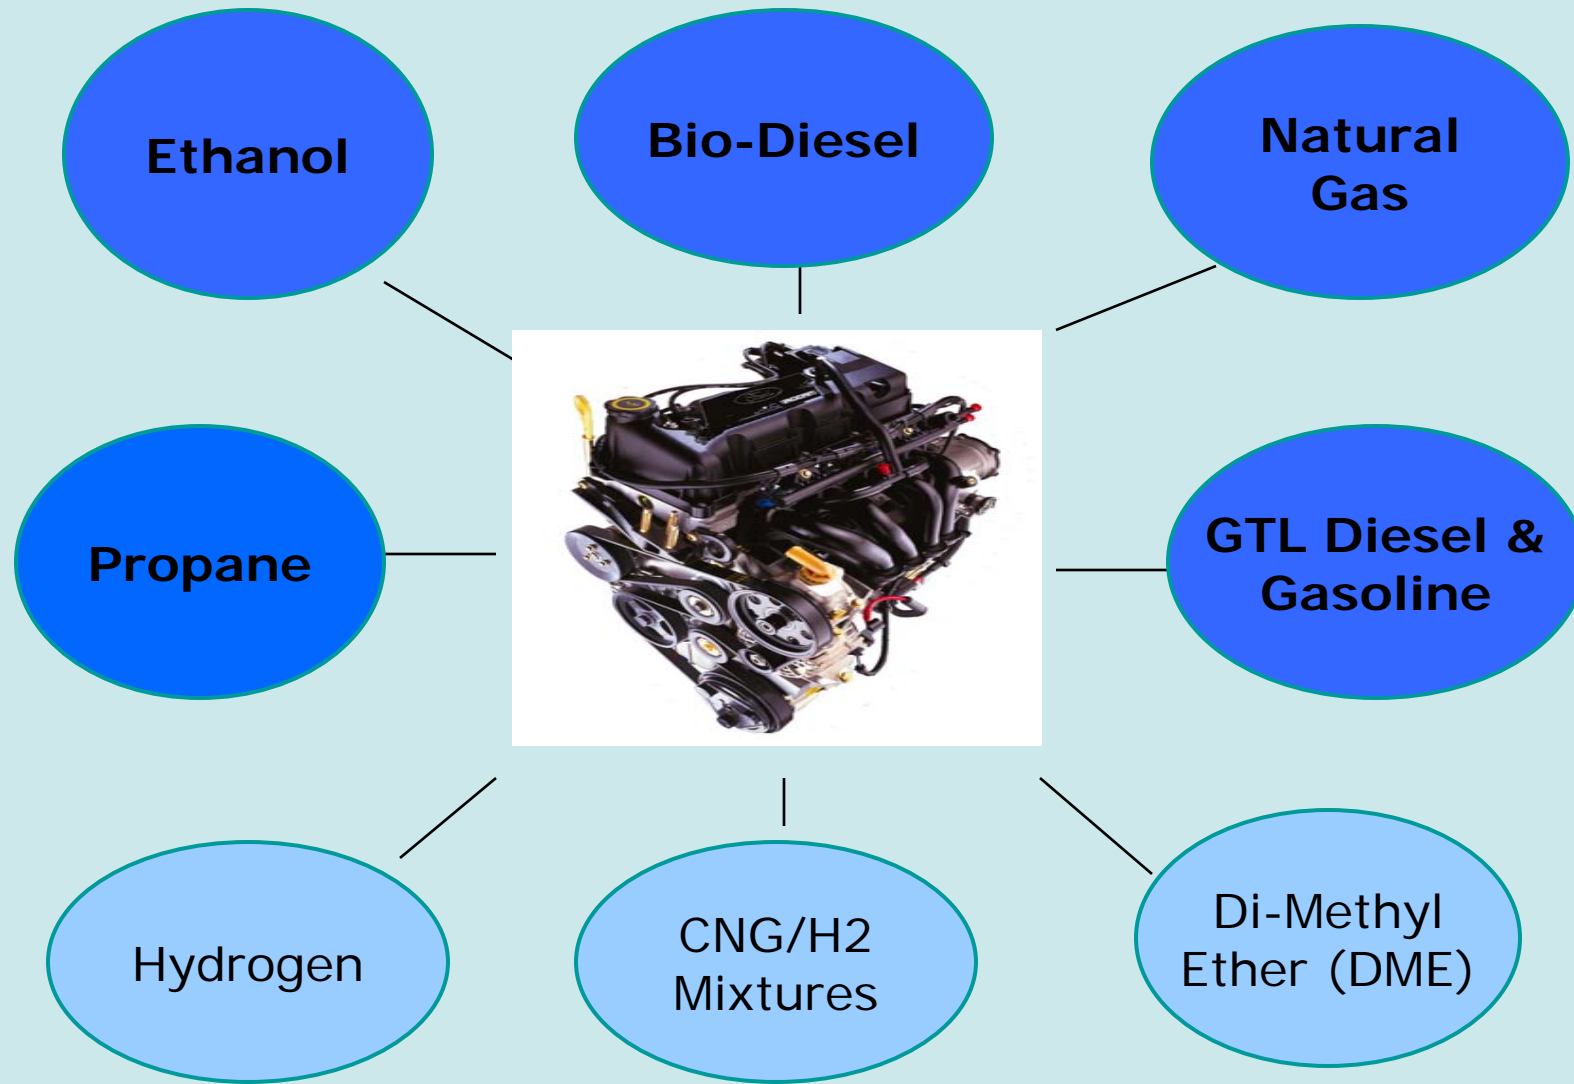 Ethanol
Bio-Diesel
Natural
Gas
Propane
GTL Diesel &
Gasoline
Hydrogen
CNG/H2
Mixtures
Di-Methyl
Ether (DME)